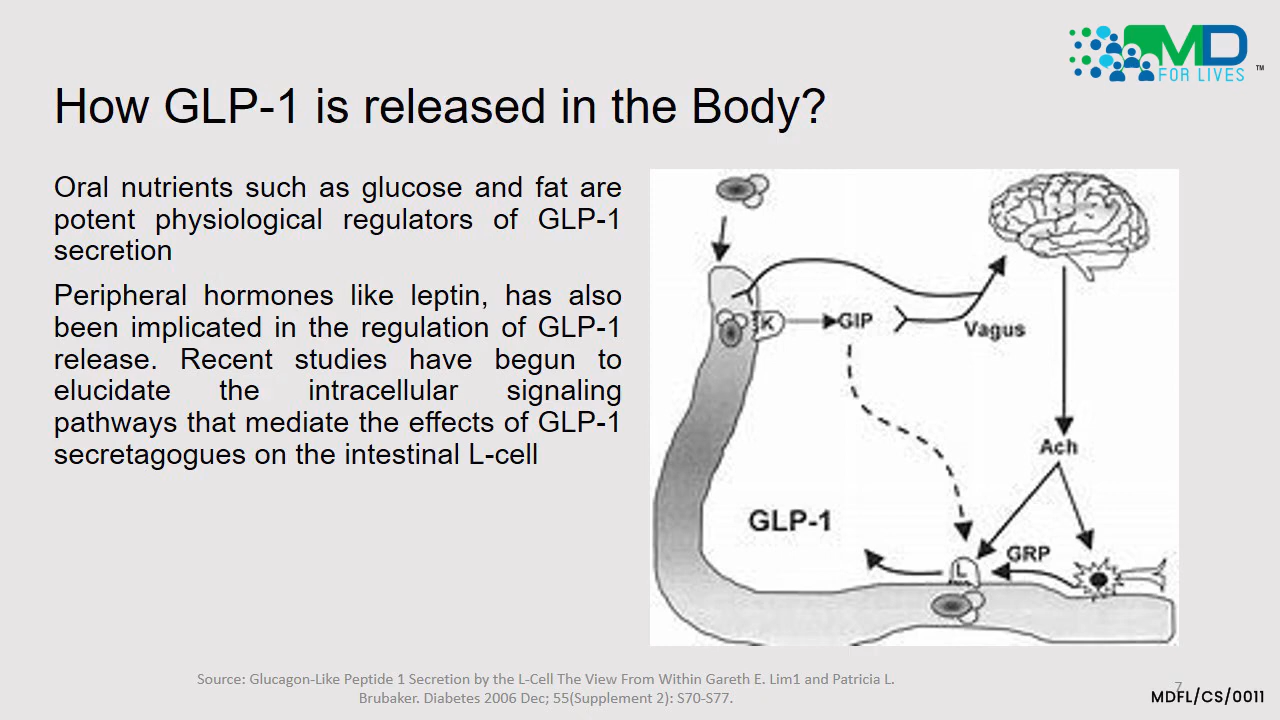 MD
FOR LIVES ™
How GLP-1 is released in the Body?
Oral nutrients such as glucose and fat are
potent physiological regulators of GLP-1
secretion
Peripheral hormones like leptin, has also
been implicated in the regulation of GLP-1
release. Recent studies have begun to
elucidate the intracellular signaling
pathways that mediate the effects of GLP-1
secretagogues on the intestinal L-cell
K
GIP
Vagus
Ach
GLP-1
GRP
L
Source: Glucagon-Like Peptide 1 Secretion by the L-Cell The View From Within Gareth E. Lim1 and Patricia L.
Brubaker. Diabetes 2006 Dec; 55(Supplement 2): S70-S77.
7
MDFL/CS/0011